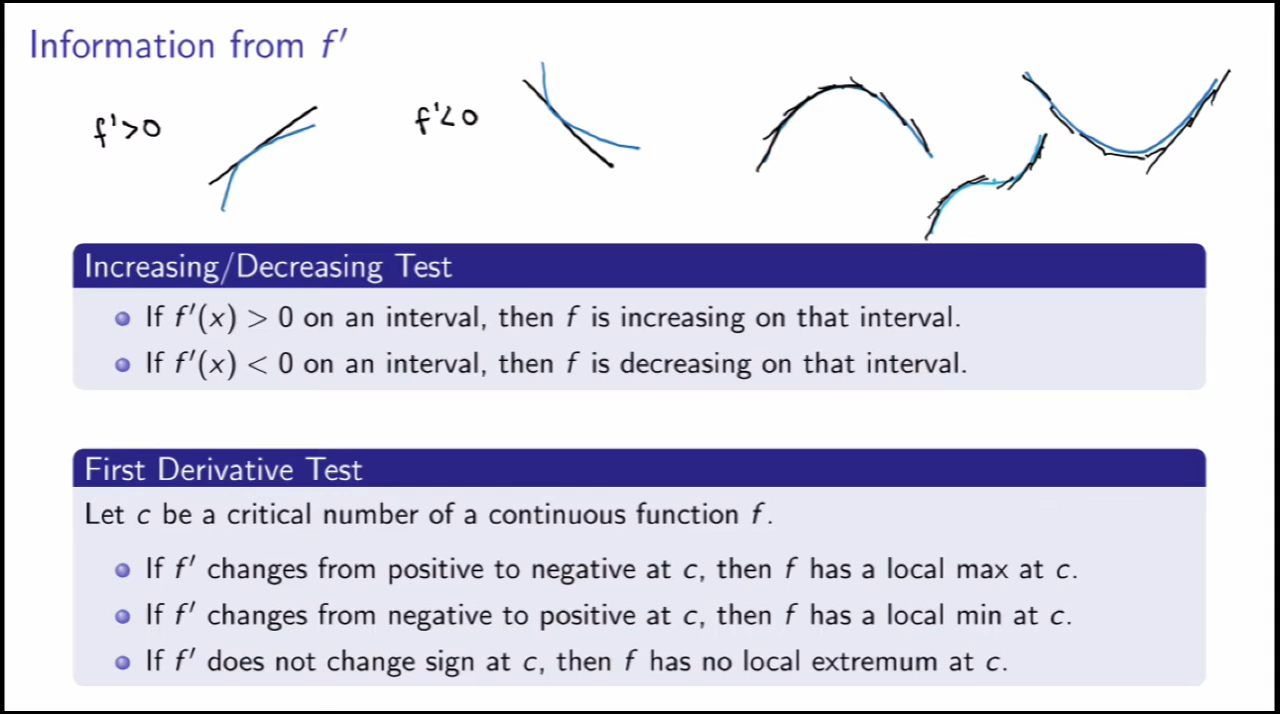 Information from f′
f'>0
f'<0
Increasing/Decreasing Test
If f′(x) > 0 on an interval, then f is increasing on that interval.
If f′(x) < 0 on an interval, then f is decreasing on that interval.
First Derivative Test
Let c be a critical number of a continuous function f.
If f′ changes from positive to negative at c, then f has a local max at c.
If f′ changes from negative to positive at c, then f has a local min at c.
If f′ does not change sign at c, then f has no local extremum at c.